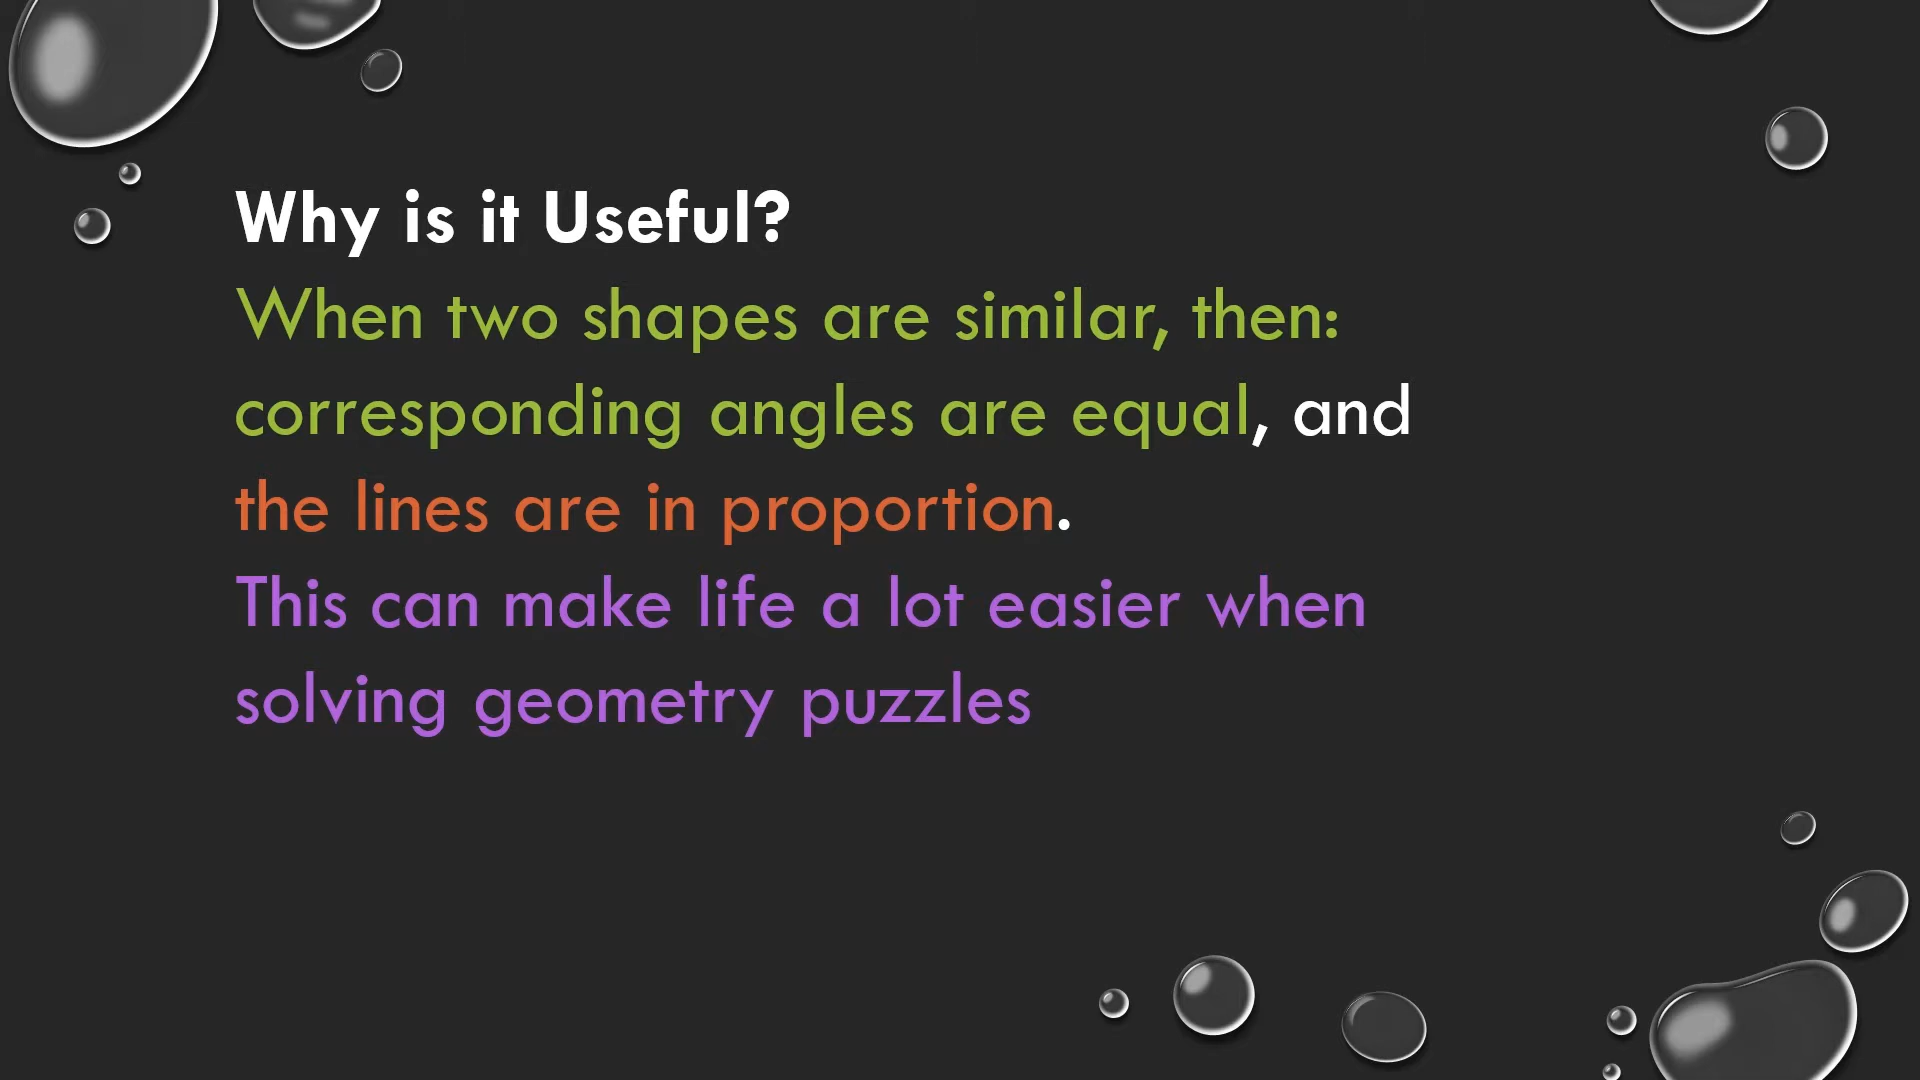 Why is it Useful?
When two shapes are similar, then:
corresponding angles are equal, and
the lines are in proportion.
This can make life a lot easier when
solving geometry puzzles